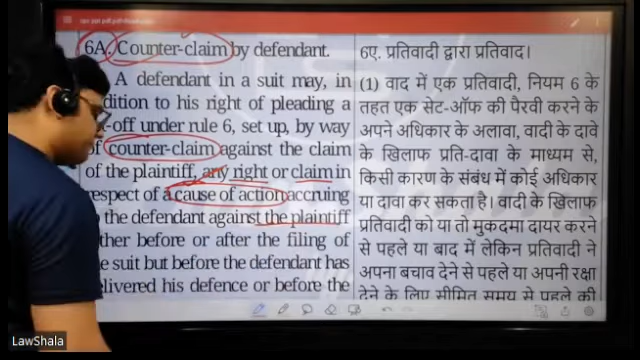 6A. Counter-claim by defendant.
A defendant in a suit may, in
dition to his right of pleading a
off under rule 6, set up, by way
of counter-claim against the claim
of the plaintiff, any right or claim in
espect of a cause of action accruing
the defendant against the plaintiff
ther before or after the filing of
e suit but before the defendant has
elivered his defence or before the
6ए. प्रतिवादी द्वारा प्रतिवाद।
(1) वाद में एक प्रतिवादी, नियम 6 के
तहत एक सेट-ऑफ की पैरवी करने के
अपने अधिकार के अलावा, वादी के दावे
के खिलाफ प्रति-दावा के माध्यम से,
किसी कारण के संबंध में कोई अधिकार
या दावा कर सकता है। वादी के खिलाफ
प्रतिवादी को या तो मुकदमा दायर करने
से पहले या बाद में लेकिन प्रतिवादी ने
अपना बचाव देने से पहले या अपनी रक्षा
देने के लिए सीमित समय से पहले की
LawShala